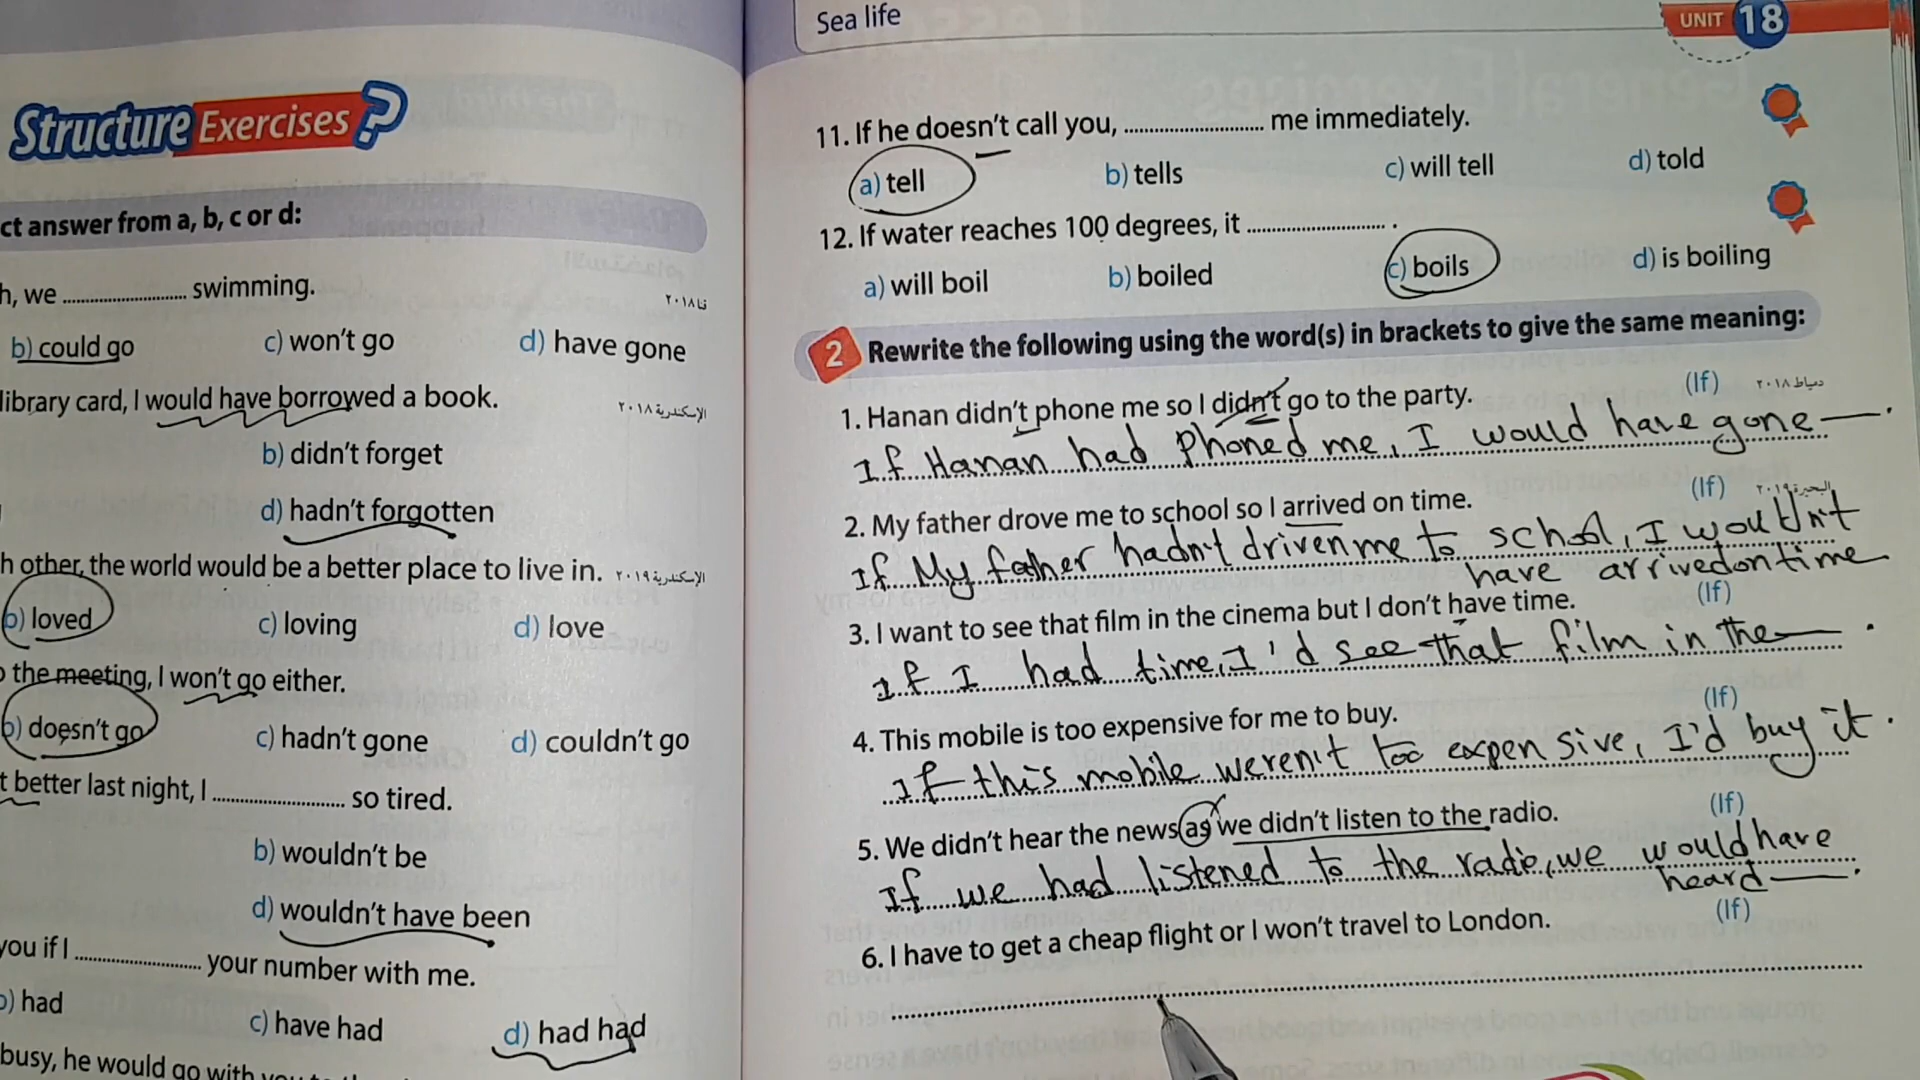 Structure Exercises ?
ct answer from a, b, c or d:
h, we ........................ swimming.
قنا ٢٠١٨
b) could go c) won't go d) have gone
library card, I would have borrowed a book.
الإسكندرية ٢٠١٨
b) didn't forget
d) hadn't forgotten
h other, the world would be a better place to live in.
الإسكندرية ٢٠١٩
b) loved c) loving d) love
the meeting, I won't go either.
b) doesn't go c) hadn't gone d) couldn't go
t better last night, I ........................ so tired.
b) wouldn't be
d) wouldn't have been
you if I ........................ your number with me.
b) had c) have had d) had had
busy, he would go with
Sea life
UNIT 18
11. If he doesn't call you, ........................ me immediately.
a) tell b) tells c) will tell d) told
12. If water reaches 100 degrees, it ........................ .
a) will boil b) boiled c) boils d) is boiling
2 Rewrite the following using the word(s) in brackets to give the same meaning:
1. Hanan didn't phone me so I didn't go to the party. (If) دمياط ٢٠١٨
If Hanan had phoned me, I would have gone —.
2. My father drove me to school so I arrived on time. (If) البحيرة ٢٠١٩
If My father hadn't driven me to school, I wouldn't
have arrived on time
3. I want to see that film in the cinema but I don't have time. (If)
If I had time, I'd see that film in the —.
4. This mobile is too expensive for me to buy. (If)
If this mobile weren't too expensive, I'd buy it.
5. We didn't hear the news as we didn't listen to the radio. (If)
If we had listened to the radio, we would have
heard —.
6. I have to get a cheap flight or I won't travel to London. (If)